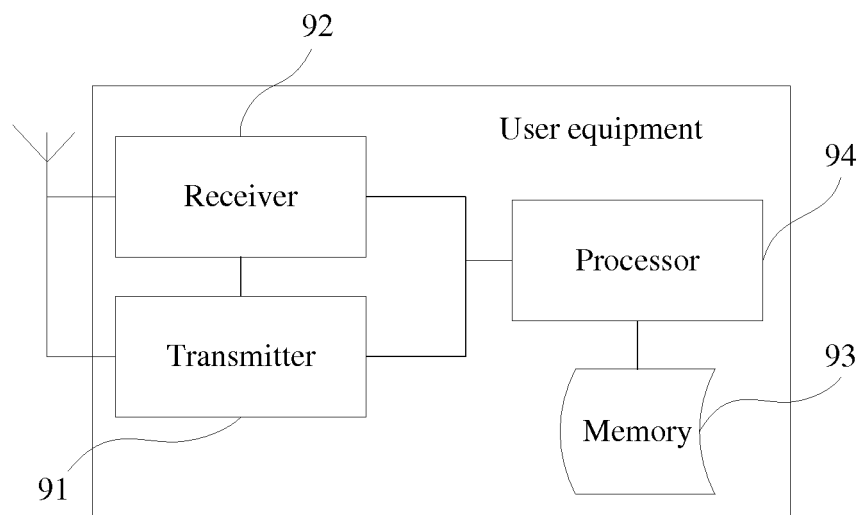 92
User equipment
94
Receiver
Processor
Transmitter
93
Memory
91